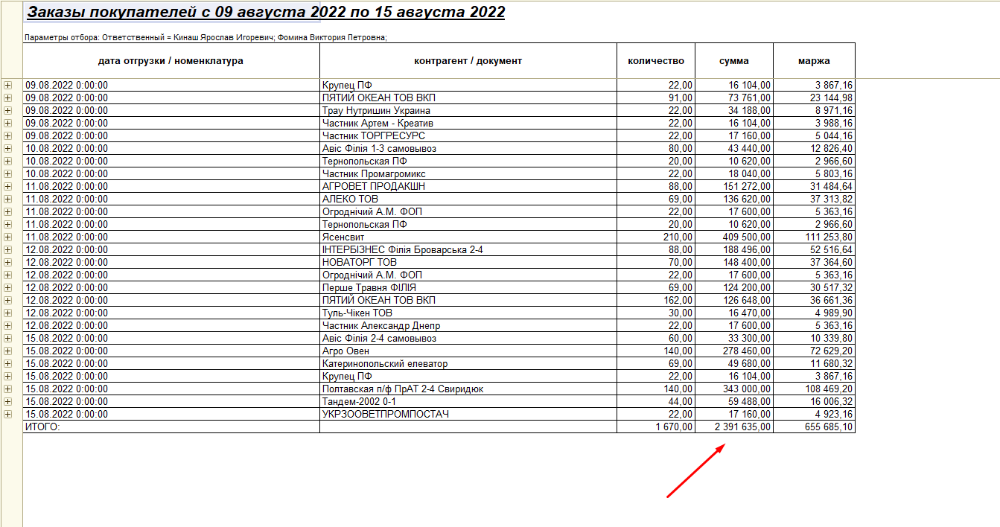 Заказы покупателей с 09 августа 2022 по 15 августа 2022
Параметры отбора: Ответственный = Кинаш Ярослав Игоревич; Фомина Виктория Петровна;
дата отгрузки / номенклатура контрагент / документ количество сумма маржа
09.08.2022 0:00:00 Крупец ПФ 22,00 16 104,00 3 867,16
09.08.2022 0:00:00 ПЯТИЙ ОКЕАН ТОВ ВКП 91,00 73 761,00 23 144,98
09.08.2022 0:00:00 Трау Нутришин Украина 22,00 34 188,00 8 971,16
09.08.2022 0:00:00 Частник Артем - Креатив 22,00 16 104,00 3 988,16
09.08.2022 0:00:00 Частник ТОРГРЕСУРС 22,00 17 160,00 5 044,16
10.08.2022 0:00:00 Авіс Філія 1-3 самовывоз 80,00 43 440,00 12 826,40
10.08.2022 0:00:00 Тернопольская ПФ 20,00 10 620,00 2 966,60
10.08.2022 0:00:00 Частник Промагромикс 22,00 18 040,00 5 803,16
11.08.2022 0:00:00 АГРОВЕТ ПРОДАКШН 88,00 151 272,00 31 484,64
11.08.2022 0:00:00 АЛЕКО ТОВ 69,00 136 620,00 37 313,82
11.08.2022 0:00:00 Огроднічий А.М. ФОП 22,00 17 600,00 5 363,16
11.08.2022 0:00:00 Тернопольская ПФ 20,00 10 620,00 2 966,60
11.08.2022 0:00:00 Ясенсвит 210,00 409 500,00 111 253,80
12.08.2022 0:00:00 ІНТЕРБІЗНЕС Філія Броварська 2-4 88,00 188 496,00 52 516,64
12.08.2022 0:00:00 НОВАТОРГ ТОВ 70,00 148 400,00 37 364,60
12.08.2022 0:00:00 Огроднічий А.М. ФОП 22,00 17 600,00 5 363,16
12.08.2022 0:00:00 Перше Травня ФІЛІЯ 69,00 124 200,00 30 517,32
12.08.2022 0:00:00 ПЯТИЙ ОКЕАН ТОВ ВКП 162,00 126 648,00 36 661,36
12.08.2022 0:00:00 Туль-Чікен ТОВ 30,00 16 470,00 4 989,90
12.08.2022 0:00:00 Частник Александр Днепр 22,00 17 600,00 5 363,16
15.08.2022 0:00:00 Авіс Філія 2-4 самовывоз 60,00 33 300,00 10 339,80
15.08.2022 0:00:00 Агро Овен 140,00 278 460,00 72 629,20
15.08.2022 0:00:00 Катеринопольский елеватор 69,00 49 680,00 11 680,32
15.08.2022 0:00:00 Крупец ПФ 22,00 16 104,00 3 867,16
15.08.2022 0:00:00 Полтавская п/ф ПрАТ 2-4 Свиридюк 140,00 343 000,00 108 469,20
15.08.2022 0:00:00 Тандем-2002 0-1 44,00 59 488,00 16 006,32
15.08.2022 0:00:00 УКРЗООВЕТПРОМПОСТАЧ 22,00 17 160,00 4 923,16
ИТОГО: 1 670,00 2 391 635,00 655 685,10